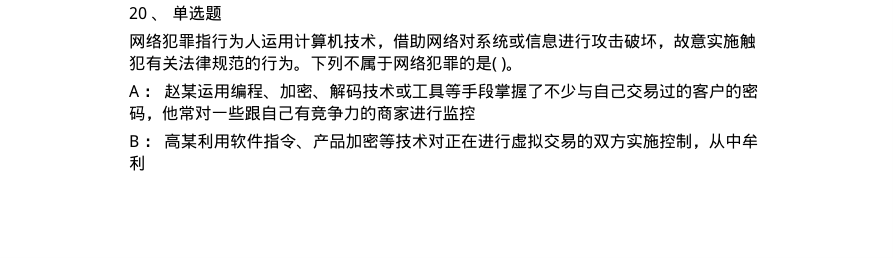 20 、 单选题
网络犯罪指行为人运用计算机技术，借助网络对系统或信息进行攻击破坏，故意实施触
犯有关法律规范的行为。下列不属于网络犯罪的是( )。
A ： 赵某运用编程、加密、解码技术或工具等手段掌握了不少与自己交易过的客户的密
码，他常对一些跟自己有竞争力的商家进行监控
B ： 高某利用软件指令、产品加密等技术对正在进行虚拟交易的双方实施控制，从中牟
利